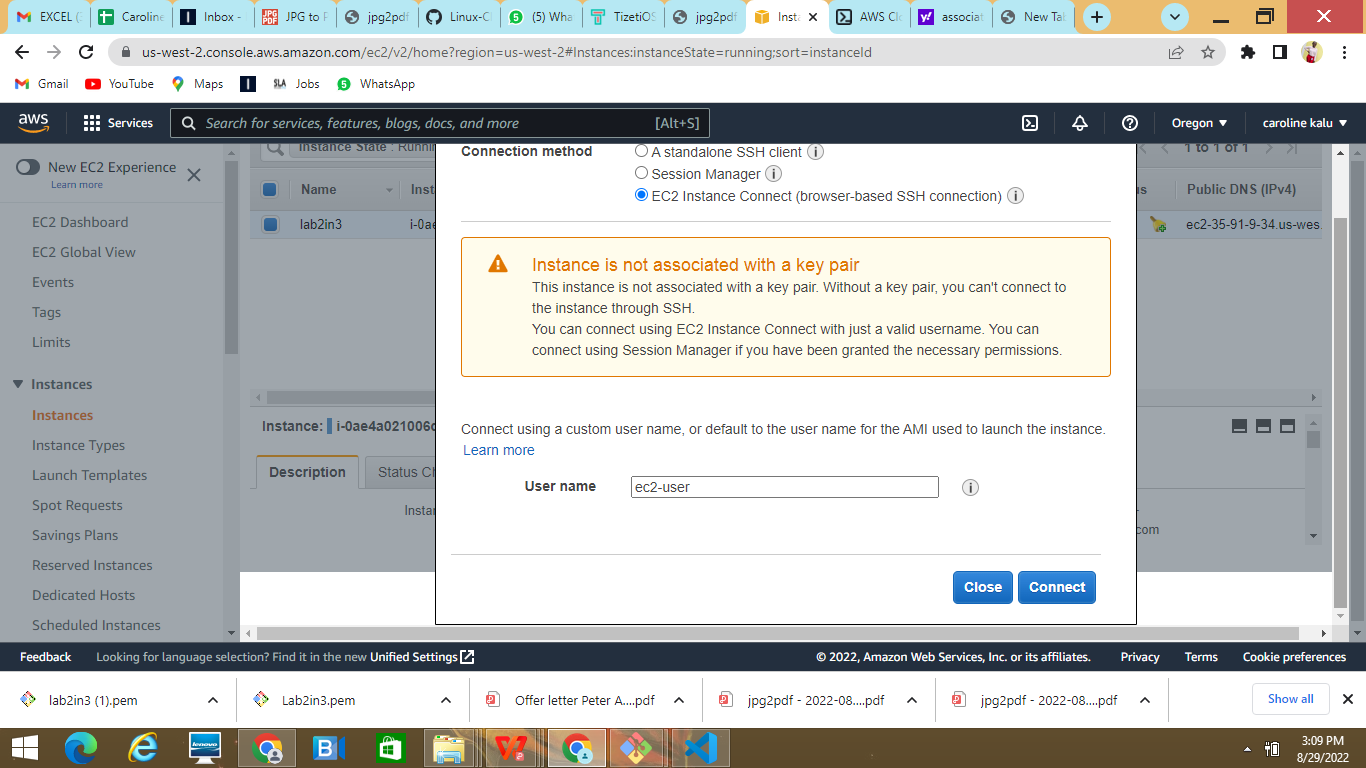 EXCEL (
Caroline
Inbox -
JPG to P
jpg2pdf
Linux-Cl
(5) Wha
TizetiOS
jpg2pdf
Insta
AWS Cl
associat
New Tab
us-west-2.console.aws.amazon.com/ec2/v2/home?region=us-west-2#Instances:instanceState=running;sort=instanceId
Gmail
YouTube
Maps
Jobs
WhatsApp
aws
Services
Search for services, features, blogs, docs, and more
[Alt+S]
Oregon
caroline kalu
New EC2 Experience
Learn more
EC2 Dashboard
EC2 Global View
Events
Tags
Limits
Instances
Instances
Instance Types
Launch Templates
Spot Requests
Savings Plans
Reserved Instances
Dedicated Hosts
Scheduled Instances
Instance State : Runnin
1 to 1 of 1
Name
Inst
s
Public DNS (IPv4)
lab2in3
i-0ae
ec2-35-91-9-34.us-wes
Instance:
i-0ae4a021006c
Description
Status Ch
Instan
com
Connection method
A standalone SSH client
Session Manager
EC2 Instance Connect (browser-based SSH connection)
Instance is not associated with a key pair
This instance is not associated with a key pair. Without a key pair, you can't connect to
the instance through SSH.
You can connect using EC2 Instance Connect with just a valid username. You can
connect using Session Manager if you have been granted the necessary permissions.
Connect using a custom user name, or default to the user name for the AMI used to launch the instance.
Learn more
User name
ec2-user
Close
Connect
Feedback
Looking for language selection? Find it in the new Unified Settings
© 2022, Amazon Web Services, Inc. or its affiliates.
Privacy
Terms
Cookie preferences
lab2in3 (1).pem
Lab2in3.pem
Offer letter Peter A....pdf
jpg2pdf - 2022-08....pdf
jpg2pdf - 2022-08....pdf
Show all
3:09 PM
8/29/2022